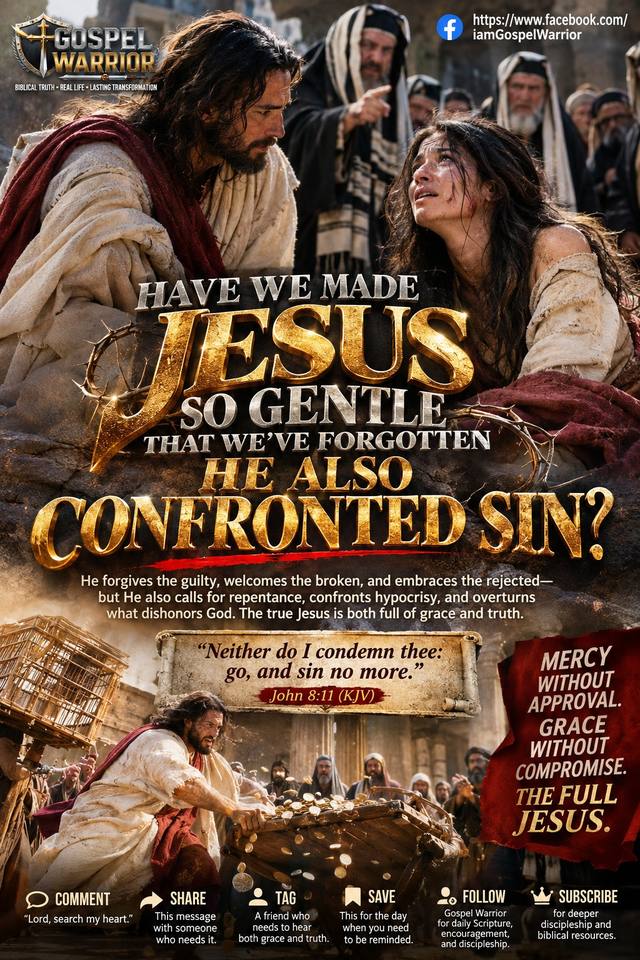 GOSPEL
WARRIOR
BIBLICAL TRUTH • REAL LIFE • LASTING TRANSFORMATION
https://www.facebook.com/
iamGospelWarrior
HAVE WE MADE
JESUS
SO GENTLE
THAT WE'VE FORGOTTEN
HE ALSO
CONFRONTED SIN?
He forgives the guilty, welcomes the broken, and embraces the rejected—
but He also calls for repentance, confronts hypocrisy, and overturns
what dishonors God. The true Jesus is both full of grace and truth.
“Neither do I condemn thee:
go, and sin no more.”
John 8:11 (KJV)
MERCY
WITHOUT
APPROVAL.
GRACE
WITHOUT
COMPROMISE.
THE FULL
JESUS.
COMMENT
“Lord, search my heart.”
SHARE
This message
with someone
who needs it.
TAG
A friend who
needs to hear
both grace and truth.
SAVE
This for the day
when you need
to be reminded.
FOLLOW
Gospel Warrior
for daily Scripture,
encouragement,
and discipleship.
SUBSCRIBE
for deeper
discipleship and
biblical resources.